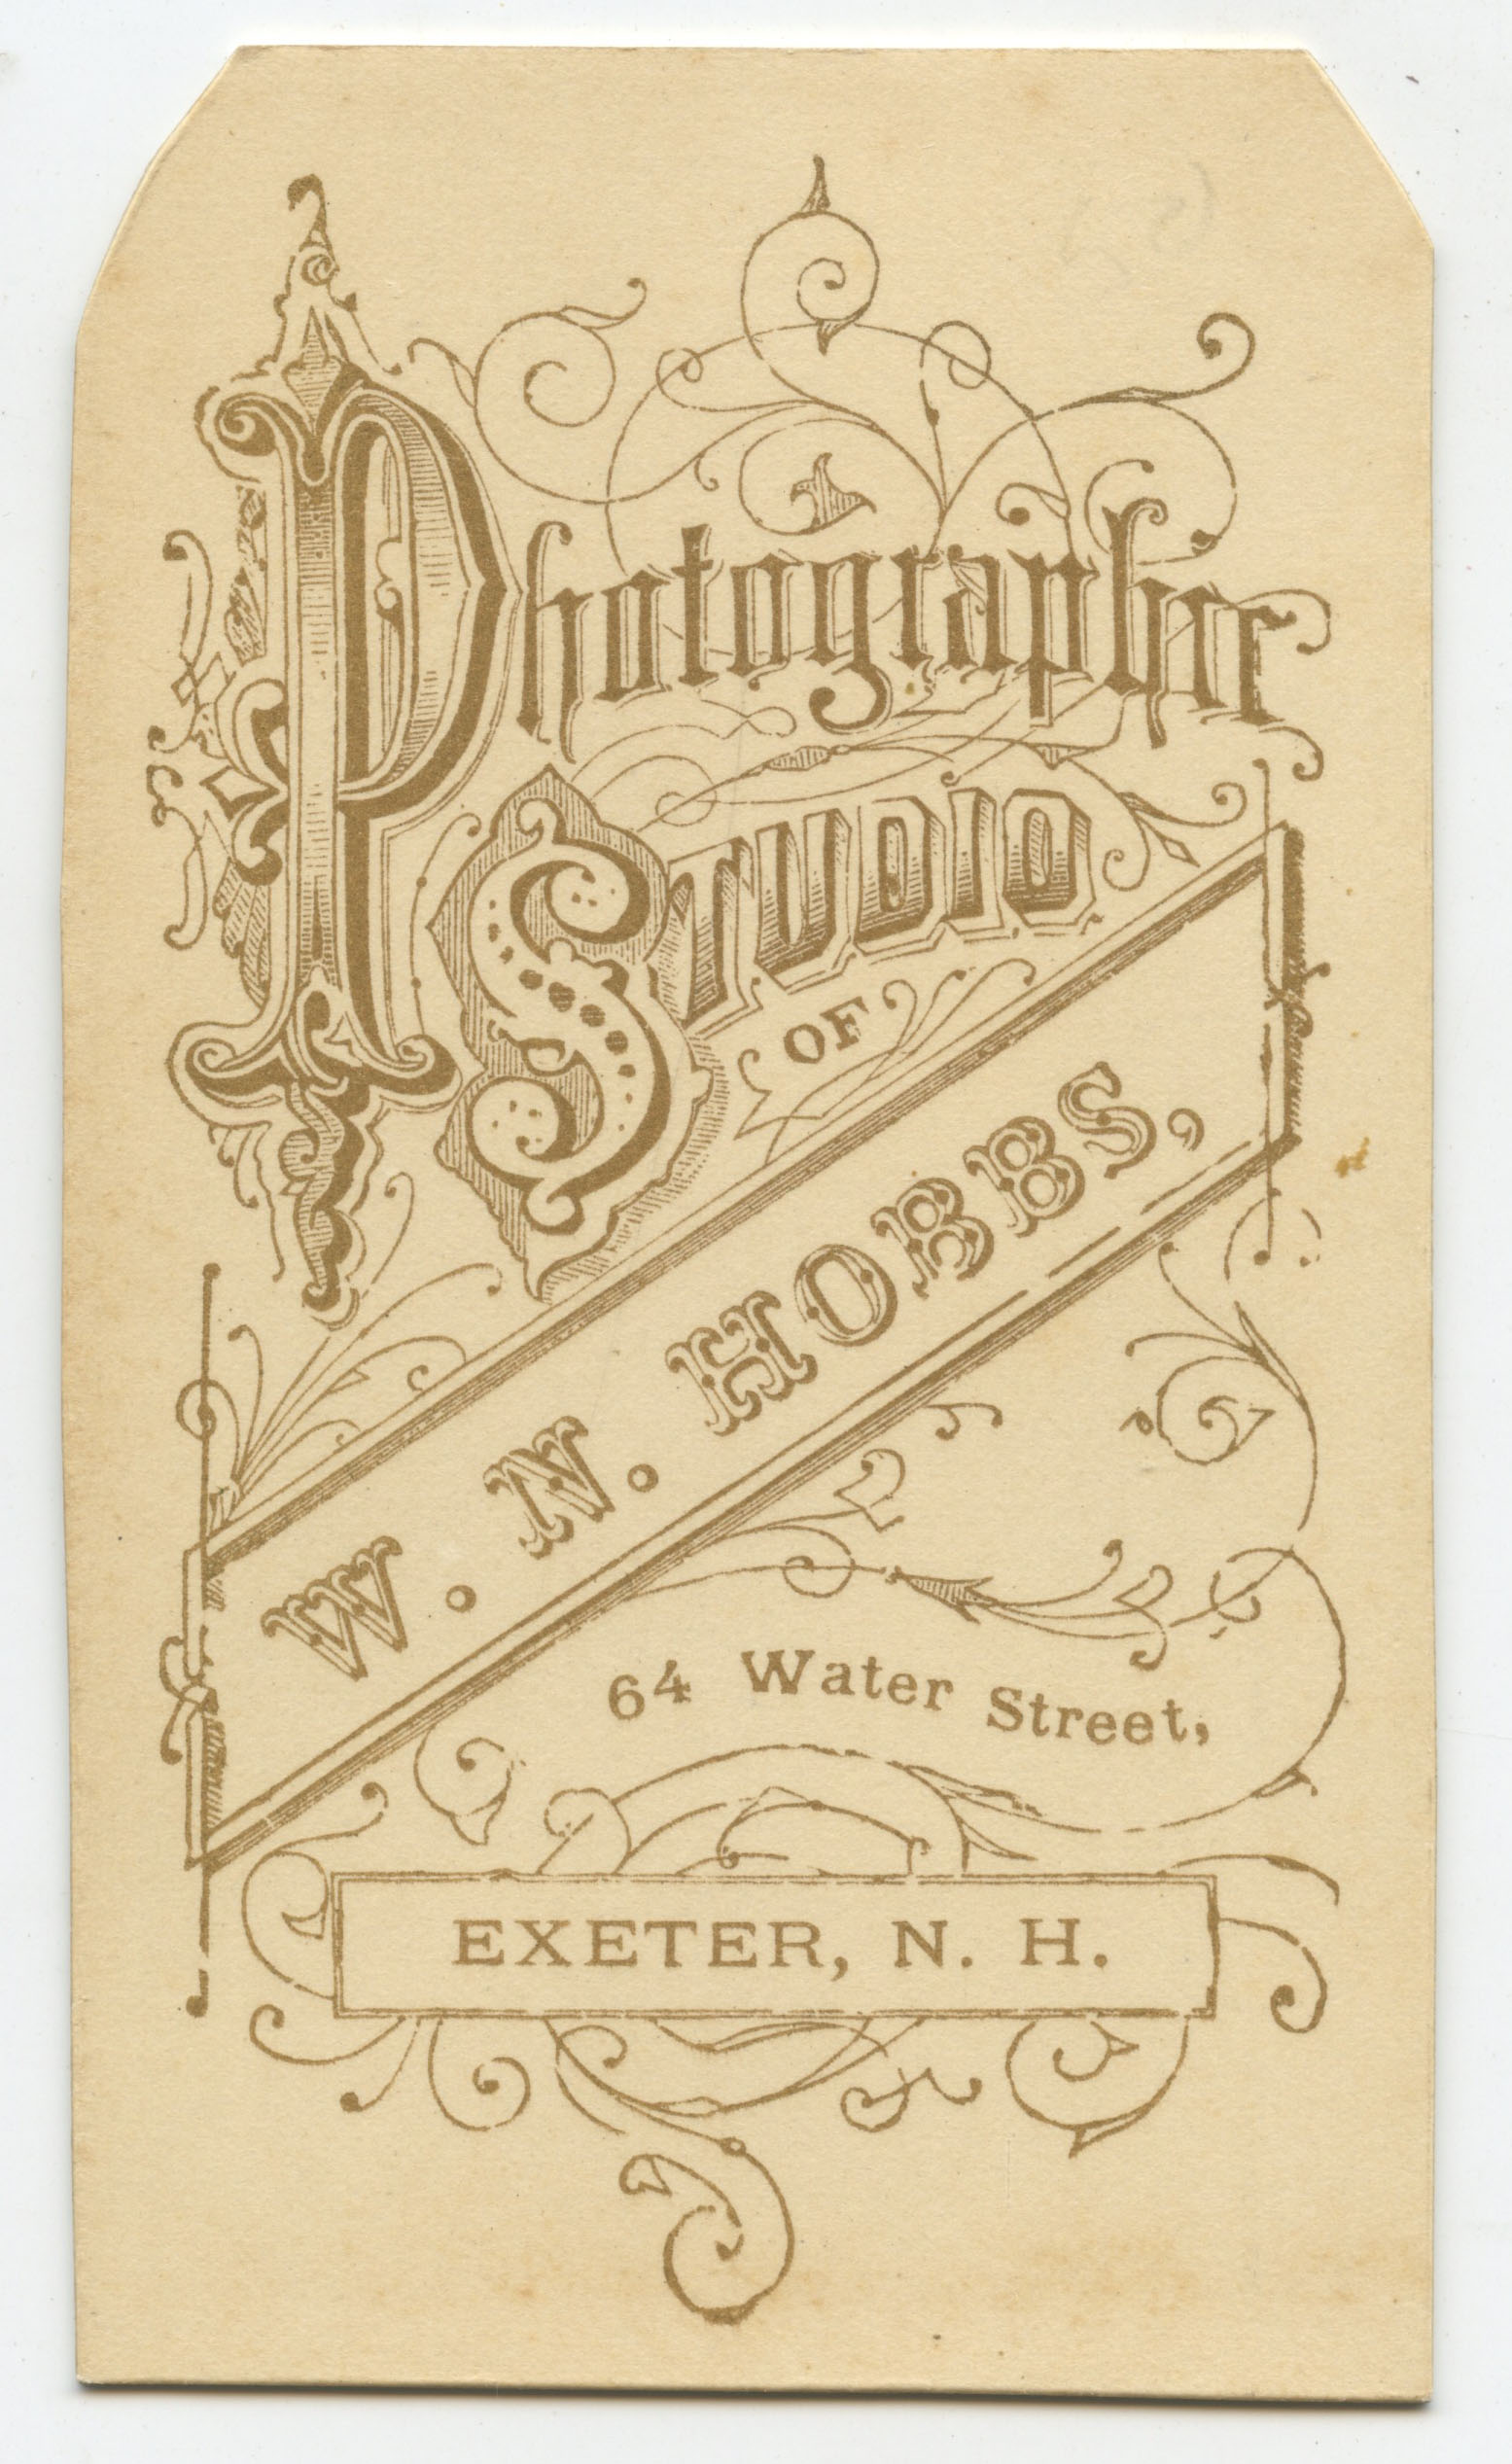 Photographic
STUDIO
OF
W. N. HOBBS,
64 Water Street,
EXETER, N. H.